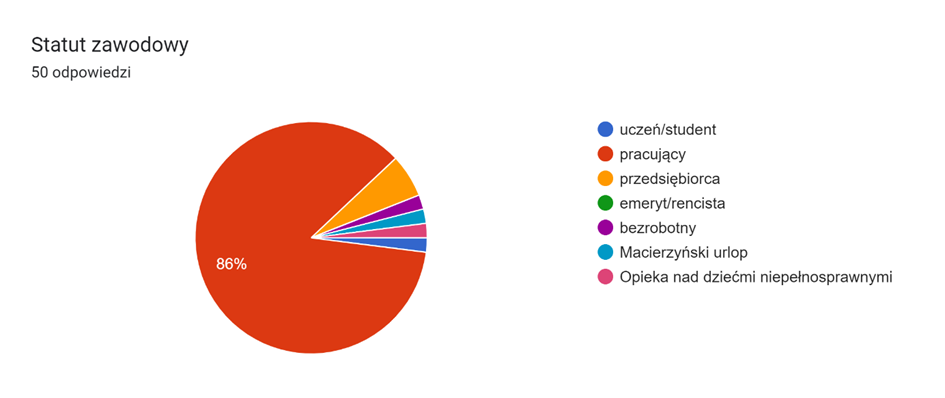 Statut zawodowy
50 odpowiedzi
86%
uczeń/student
pracujący
przedsiębiorca
emeryt/rencista
bezrobotny
Macierzyński urlop
Opieka nad dziećmi niepełnosprawnymi